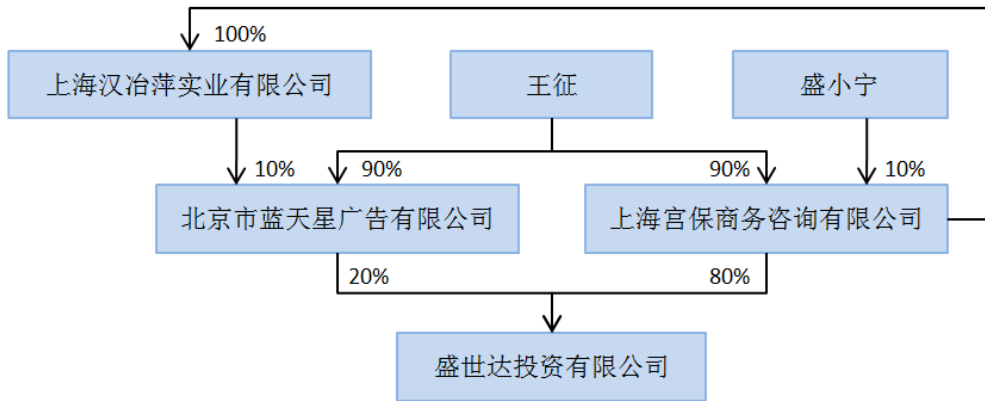 100%
上海汉冶萍实业有限公司
王征
盛小宁
10%
90%
90%
10%
北京市蓝天星广告有限公司
上海宫保商务咨询有限公司
20%
80%
盛世达投资有限公司